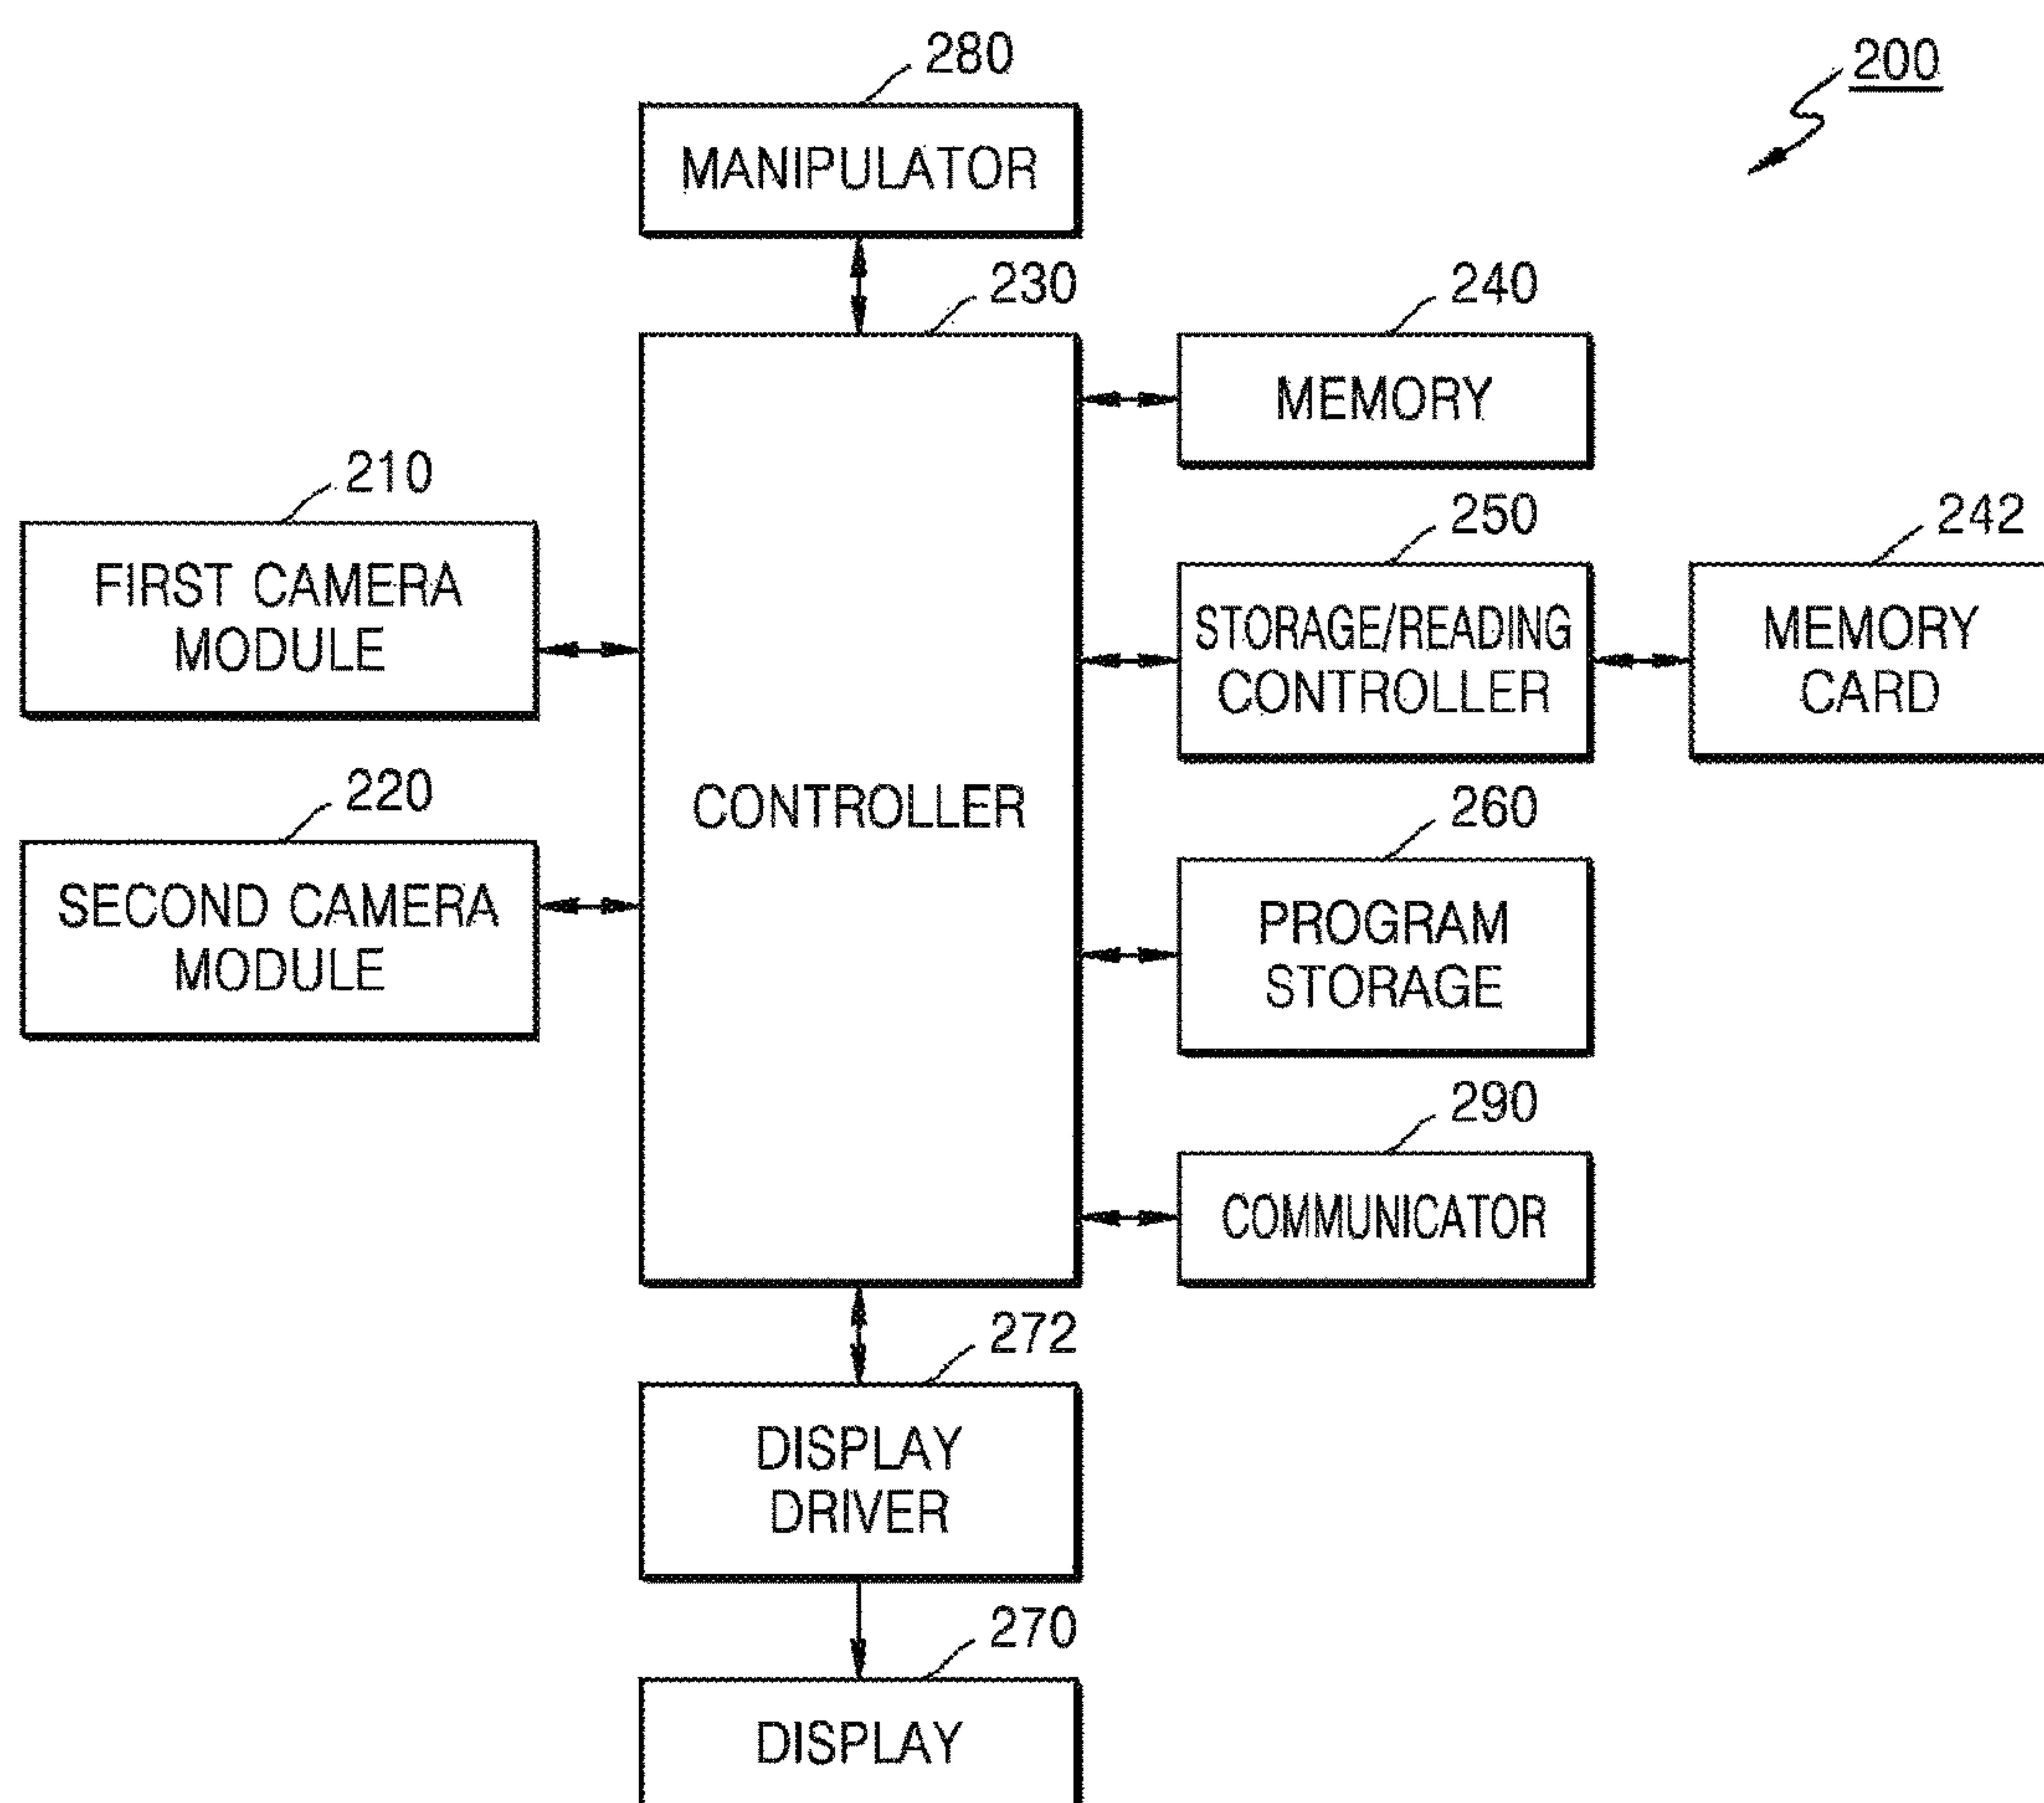 280
200
MANIPULATOR
230
240
MEMORY
210
FIRST CAMERA
MODULE
250
STORAGE/READING
CONTROLLER
242
MEMORY
CARD
CONTROLLER
220
SECOND CAMERA
MODULE
260
PROGRAM
STORAGE
290
COMMUNICATOR
272
DISPLAY
DRIVER
270
DISPLAY